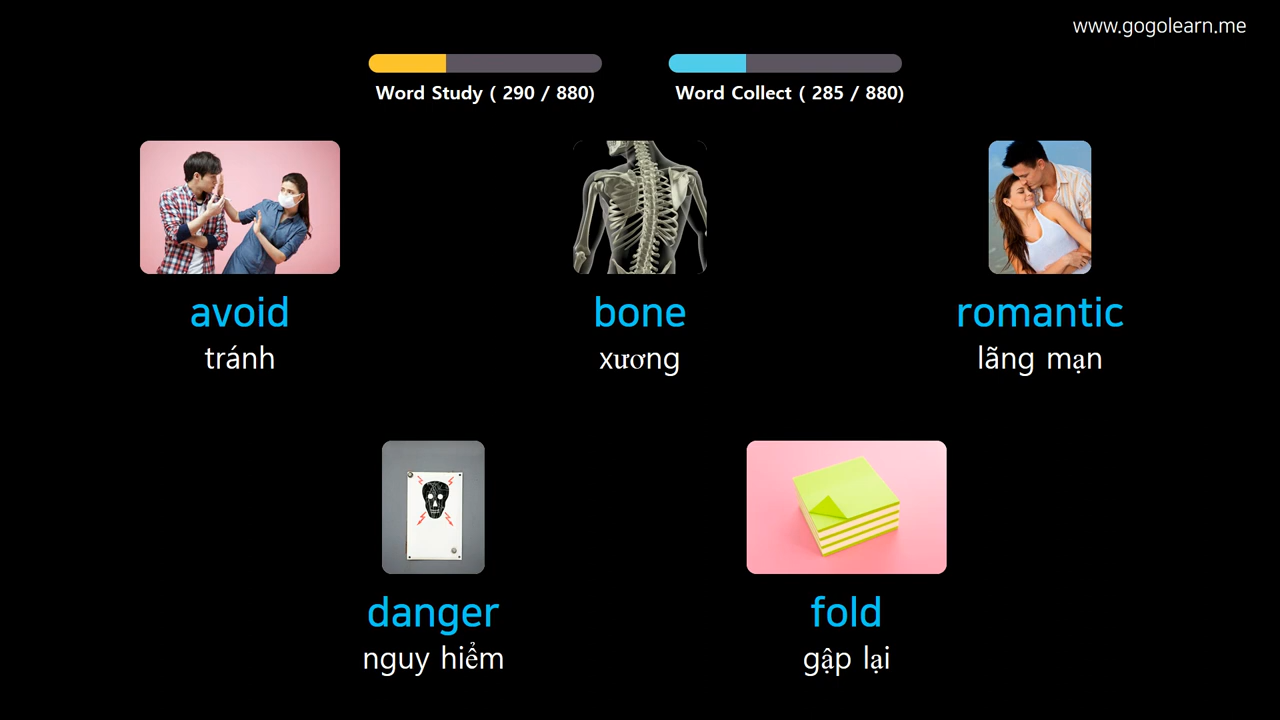 www.gogolearn.me
Word Study ( 290 / 880)
Word Collect ( 285 / 880)
avoid
tránh
bone
xương
romantic
lãng mạn
danger
nguy hiểm
fold
gập lại